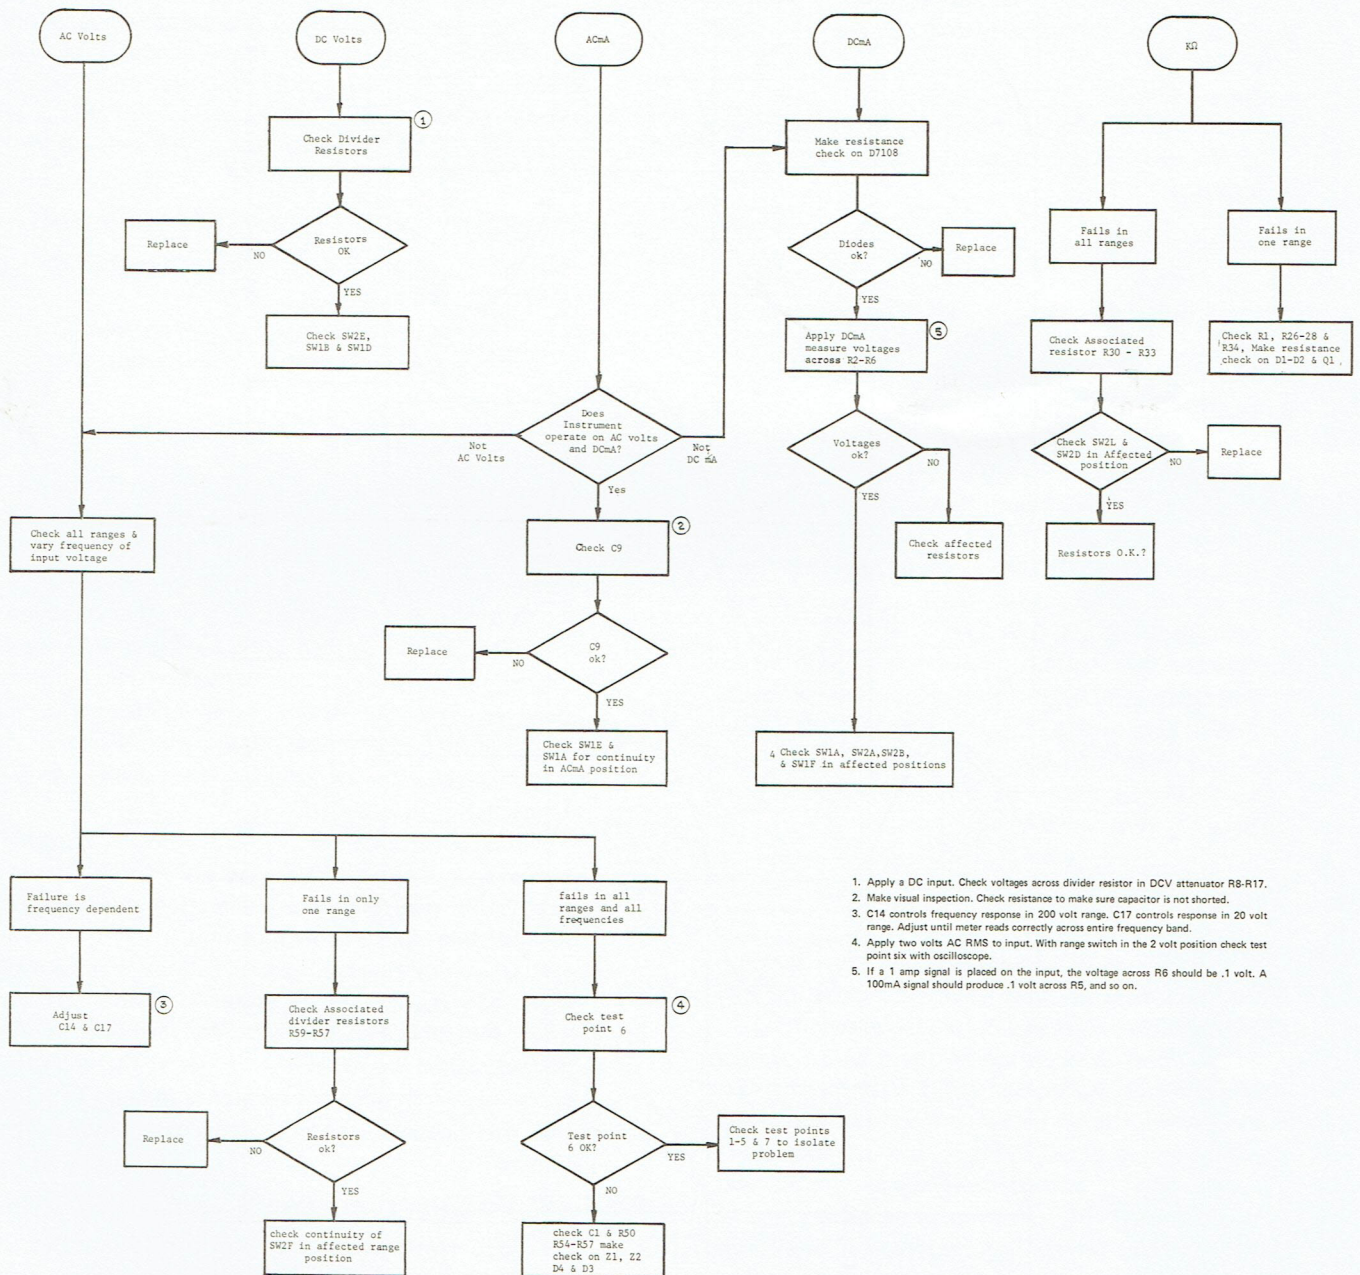 AC Volts
DC Volts
ACmA
DCmA
KΩ
1
Check Divider
Resistors
Make resistance
check on D7108
Replace
NO
Resistors
OK
YES
Check SW2E,
SW1B & SW1D
Diodes
ok?
NO
Replace
YES
Fails in
all ranges
Fails in
one range
5
Apply DCmA
measure voltages
across R2-R6
Check Associated
resistor R30 - R33
Check R1, R26-28 &
R34, Make resistance
check on D1-D2 & Q1
Does
Instrument
operate on AC volts
and DCmA?
Not
AC Volts
Not
DC mA
Yes
Voltages
ok?
NO
YES
Check SW2L &
SW2D in Affected
position
NO
Replace
YES
Check all ranges &
vary frequency of
input voltage
2
Check C9
Check affected
resistors
Resistors O.K.?
Replace
NO
C9
ok?
YES
Check SW1E &
SW1A for continuity
in ACmA position
4 Check SW1A, SW2A,SW2B,
& SW1F in affected positions
Failure is
frequency dependent
Fails in only
one range
fails in all
ranges and all
frequencies
1. Apply a DC input. Check voltages across divider resistor in DCV attenuator R8-R17.
2. Make visual inspection. Check resistance to make sure capacitor is not shorted.
3. C14 controls frequency response in 200 volt range. C17 controls response in 20 volt
range. Adjust until meter reads correctly across entire frequency band.
4. Apply two volts AC RMS to input. With range switch in the 2 volt position check test
point six with oscilloscope.
5. If a 1 amp signal is placed on the input, the voltage across R6 should be .1 volt. A
100mA signal should produce .1 volt across R5, and so on.
3
Adjust
C14 & C17
Check Associated
divider resistors
R59-R57
4
Check test
point 6
Replace
NO
Resistors
ok?
YES
Test point
6 OK?
YES
NO
Check test points
1-5 & 7 to isolate
problem
check continuity of
SW2F in affected range
position
check C1 & R50
R54-R57 make
check on Z1, Z2
D4 & D3